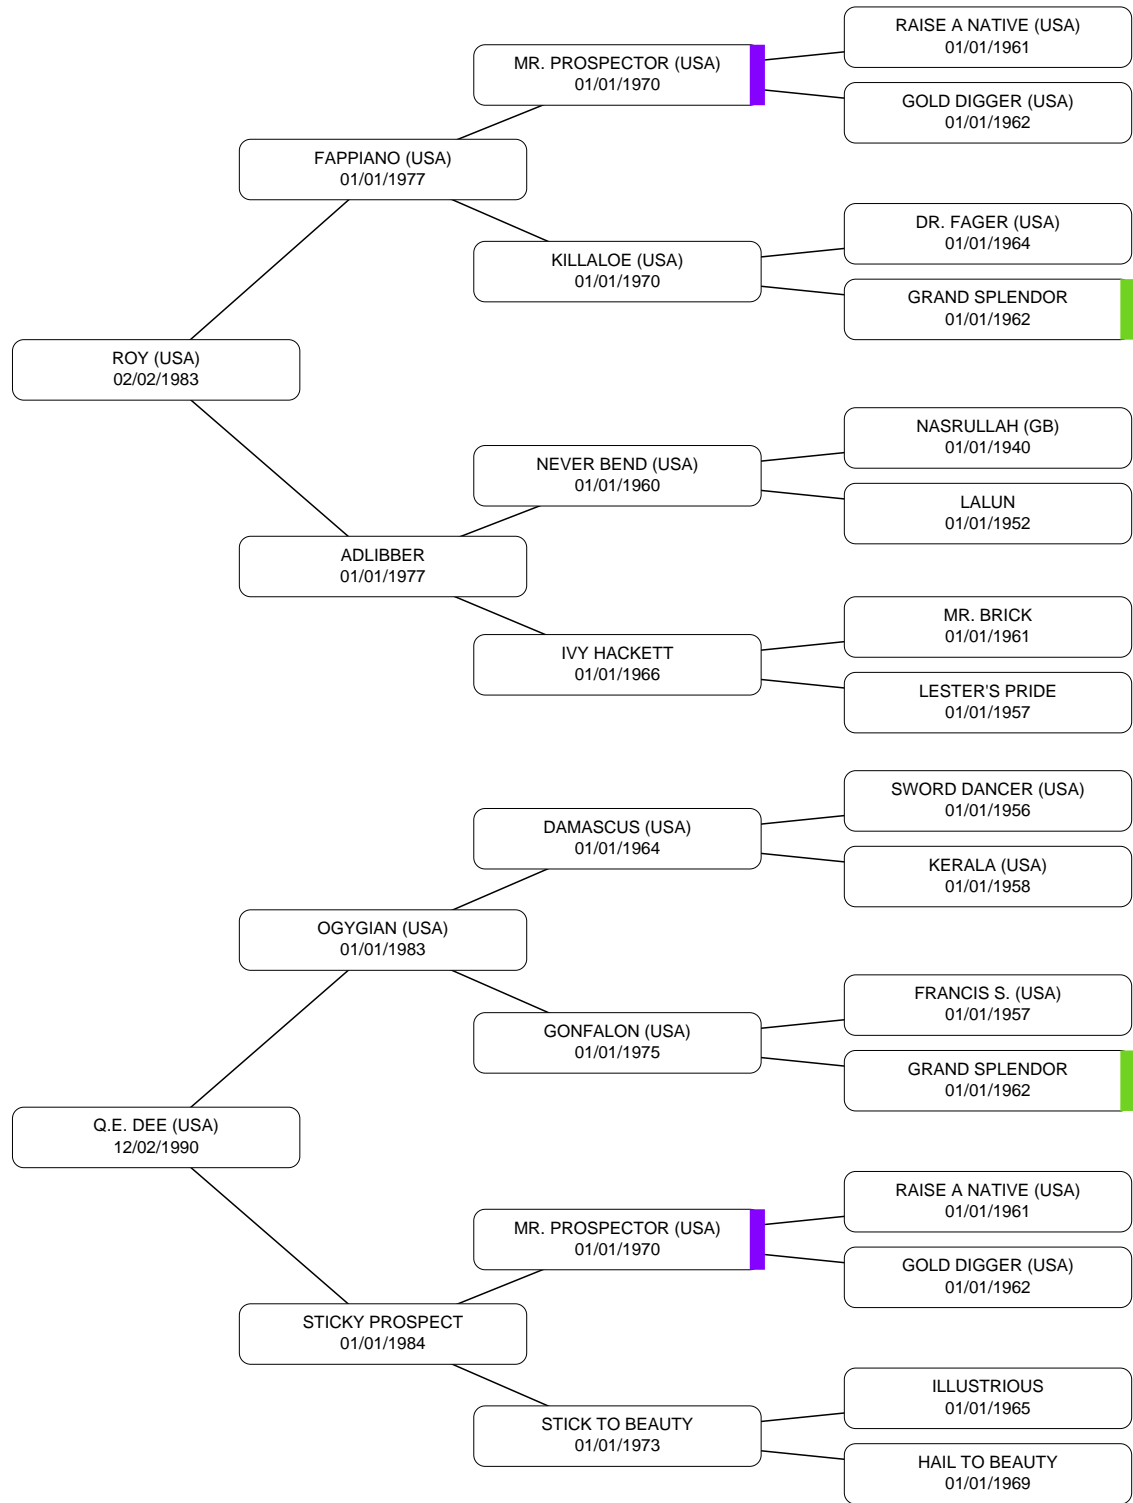 RAISE A NATIVE (USA)
01/01/1961
MR. PROSPECTOR (USA)
01/01/1970
GOLD DIGGER (USA)
01/01/1962
FAPPIANO (USA)
01/01/1977
DR. FAGER (USA)
01/01/1964
KILLALOE (USA)
01/01/1970
GRAND SPLENDOR
01/01/1962
ROY (USA)
02/02/1983
NASRULLAH (GB)
01/01/1940
NEVER BEND (USA)
01/01/1960
LALUN
01/01/1952
ADLIBBER
01/01/1977
MR. BRICK
01/01/1961
IVY HACKETT
01/01/1966
LESTER'S PRIDE
01/01/1957
SWORD DANCER (USA)
01/01/1956
DAMASCUS (USA)
01/01/1964
KERALA (USA)
01/01/1958
OGYGIAN (USA)
01/01/1983
FRANCIS S. (USA)
01/01/1957
GONFALON (USA)
01/01/1975
GRAND SPLENDOR
01/01/1962
Q.E. DEE (USA)
12/02/1990
RAISE A NATIVE (USA)
01/01/1961
MR. PROSPECTOR (USA)
01/01/1970
GOLD DIGGER (USA)
01/01/1962
STICKY PROSPECT
01/01/1984
ILLUSTRIOUS
01/01/1965
STICK TO BEAUTY
01/01/1973
HAIL TO BEAUTY
01/01/1969